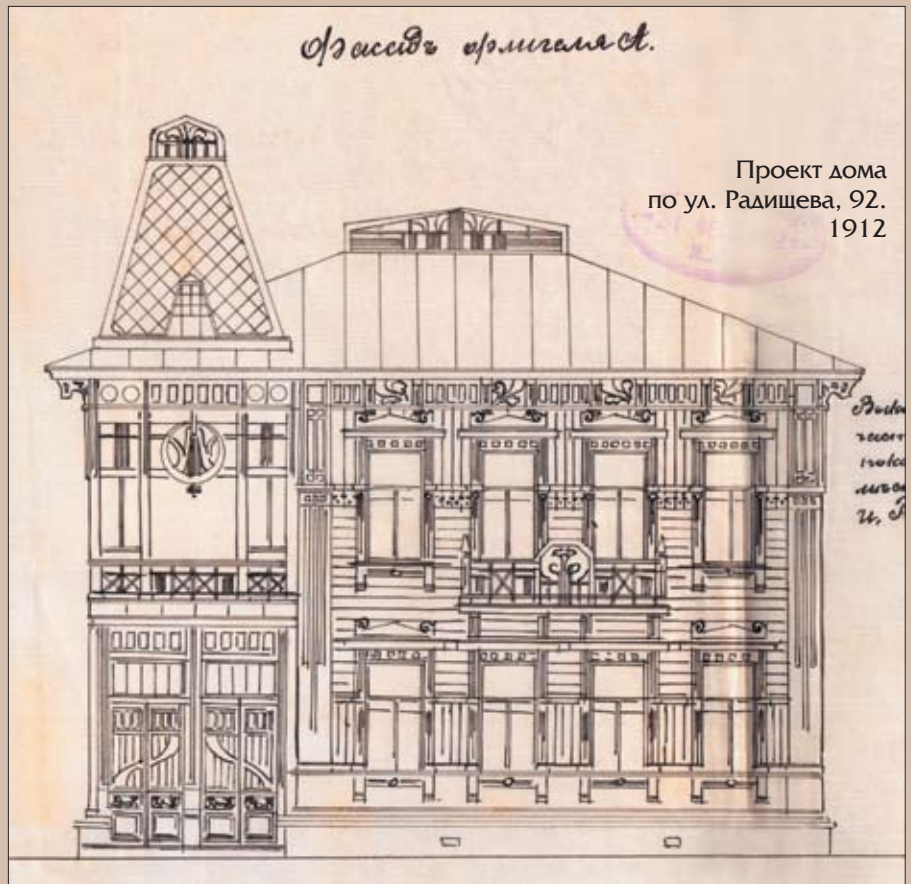 Фасадъ флигеля А.
Проект дома
по ул. Радищева, 92.
1912